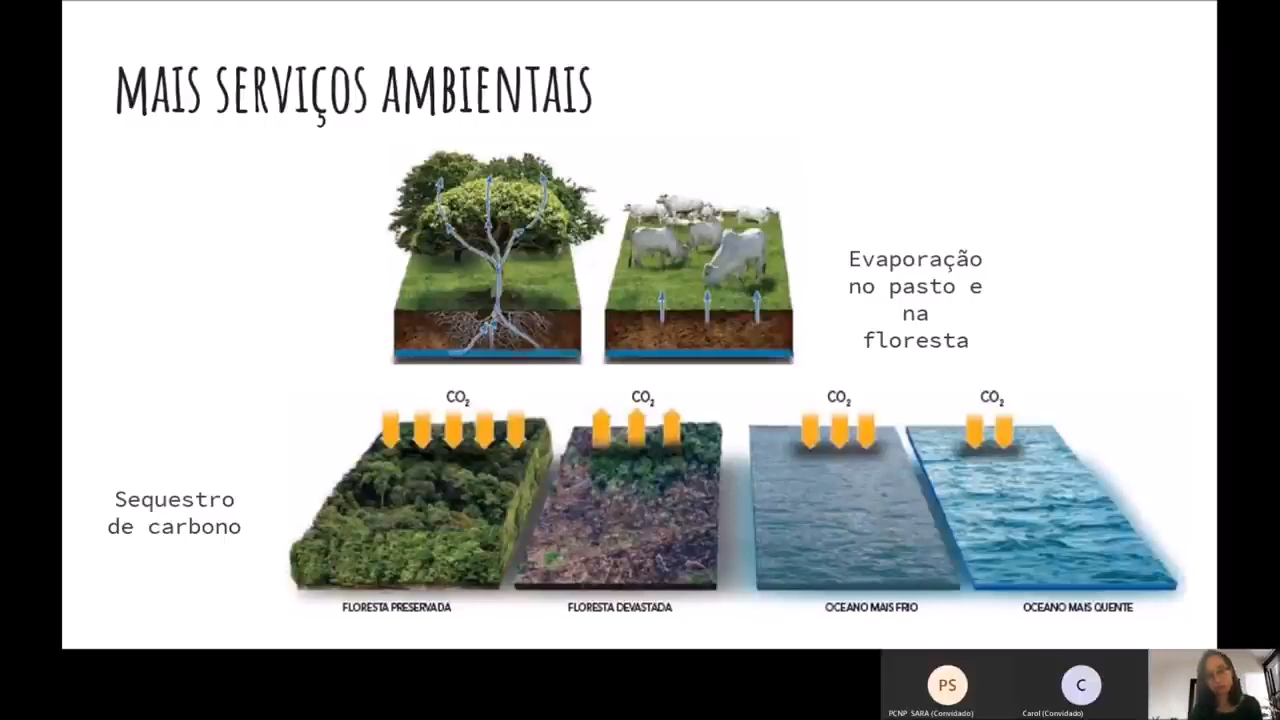 MAIS SERVIÇOS AMBIENTAIS
Evaporação
no pasto e
na
floresta
CO₂
CO₂
CO₂
CO₂
Sequestro
de carbono
FLORESTA PRESERVADA
FLORESTA DEVASTADA
OCEANO MAIS FRIO
OCEANO MAIS QUENTE
PS
C
PCNP SARA (Convidado)
Carol (Convidado)